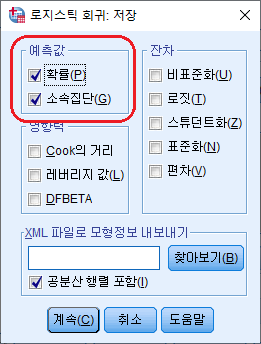 로지스틱 회귀: 저장
예측값
확률(P)
소속집단(G)
영향력
Cook의 거리
레버리지 값(L)
DFBETA
잔차
비표준화(U)
로짓(T)
스튜던트화(Z)
표준화(N)
편차(V)
XML 파일로 모형정보 내보내기
찾아보기(B)
공분산 행렬 포함(I)
계속(C) 취소 도움말